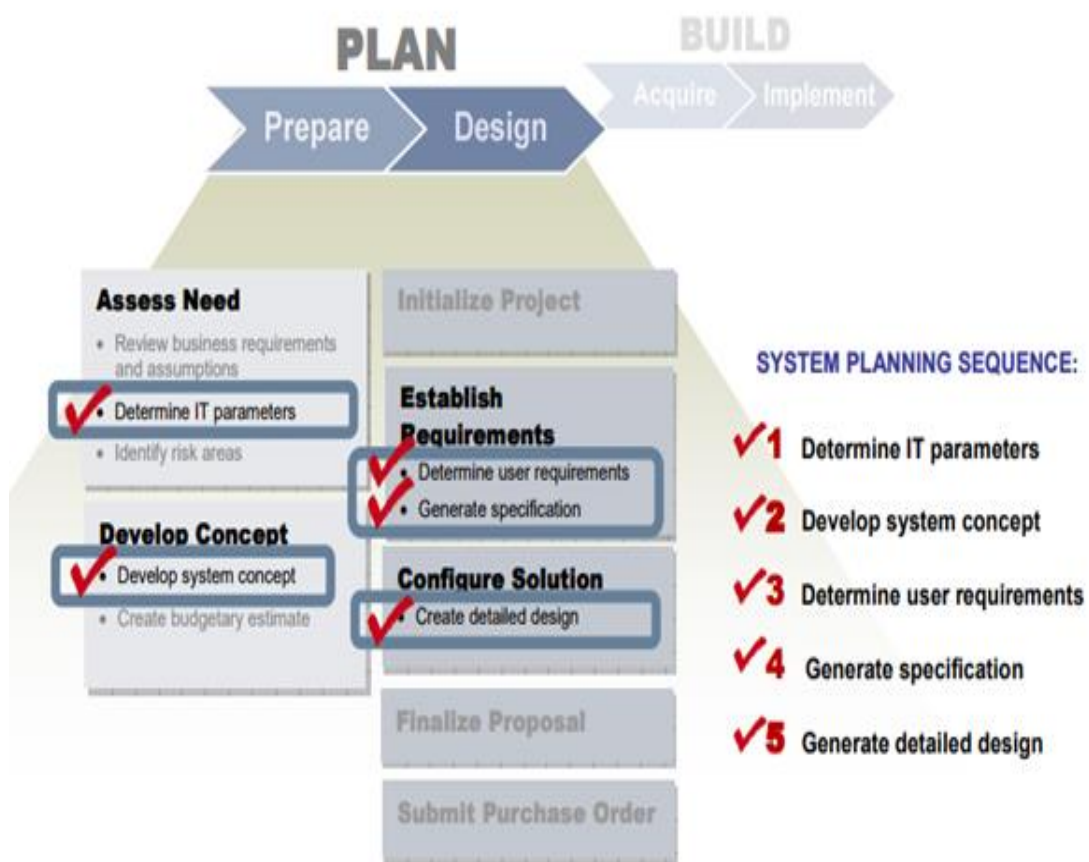 PLAN
BUILD
Prepare
Design
Acquire
Implement
Assess Need
• Review business requirements
and assumptions
• Determine IT parameters
• Identify risk areas
Develop Concept
• Develop system concept
• Create budgetary estimate
Initialize Project
Establish
Requirements
• Determine user requirements
• Generate specification
Configure Solution
• Create detailed design
Finalize Proposal
Submit Purchase Order
SYSTEM PLANNING SEQUENCE:
✓1 Determine IT parameters
✓2 Develop system concept
✓3 Determine user requirements
✓4 Generate specification
✓5 Generate detailed design